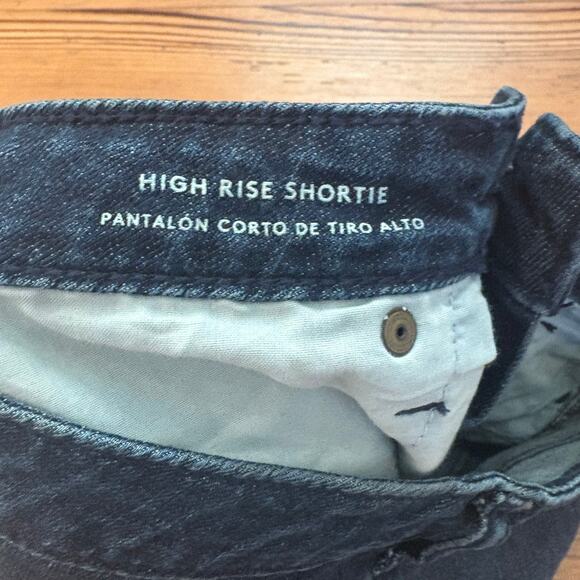 HIGH RISE SHORTIE
PANTALÓN CORTO DE TIRO ALTO